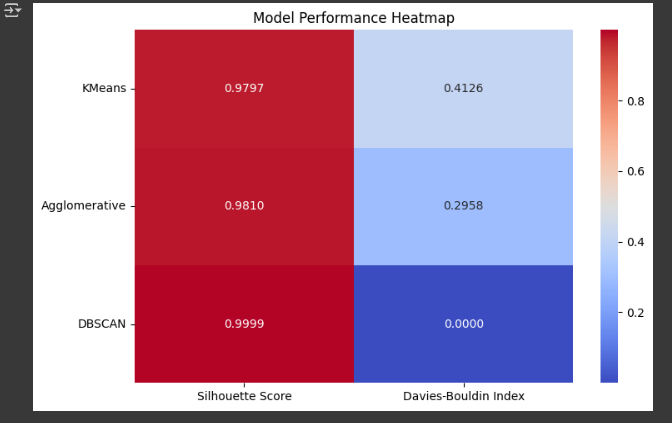 Model Performance Heatmap
KMeans 0.9797 0.4126
Agglomerative 0.9810 0.2958
DBSCAN 0.9999 0.0000
Silhouette Score Davies-Bouldin Index
0.8
0.6
0.4
0.2